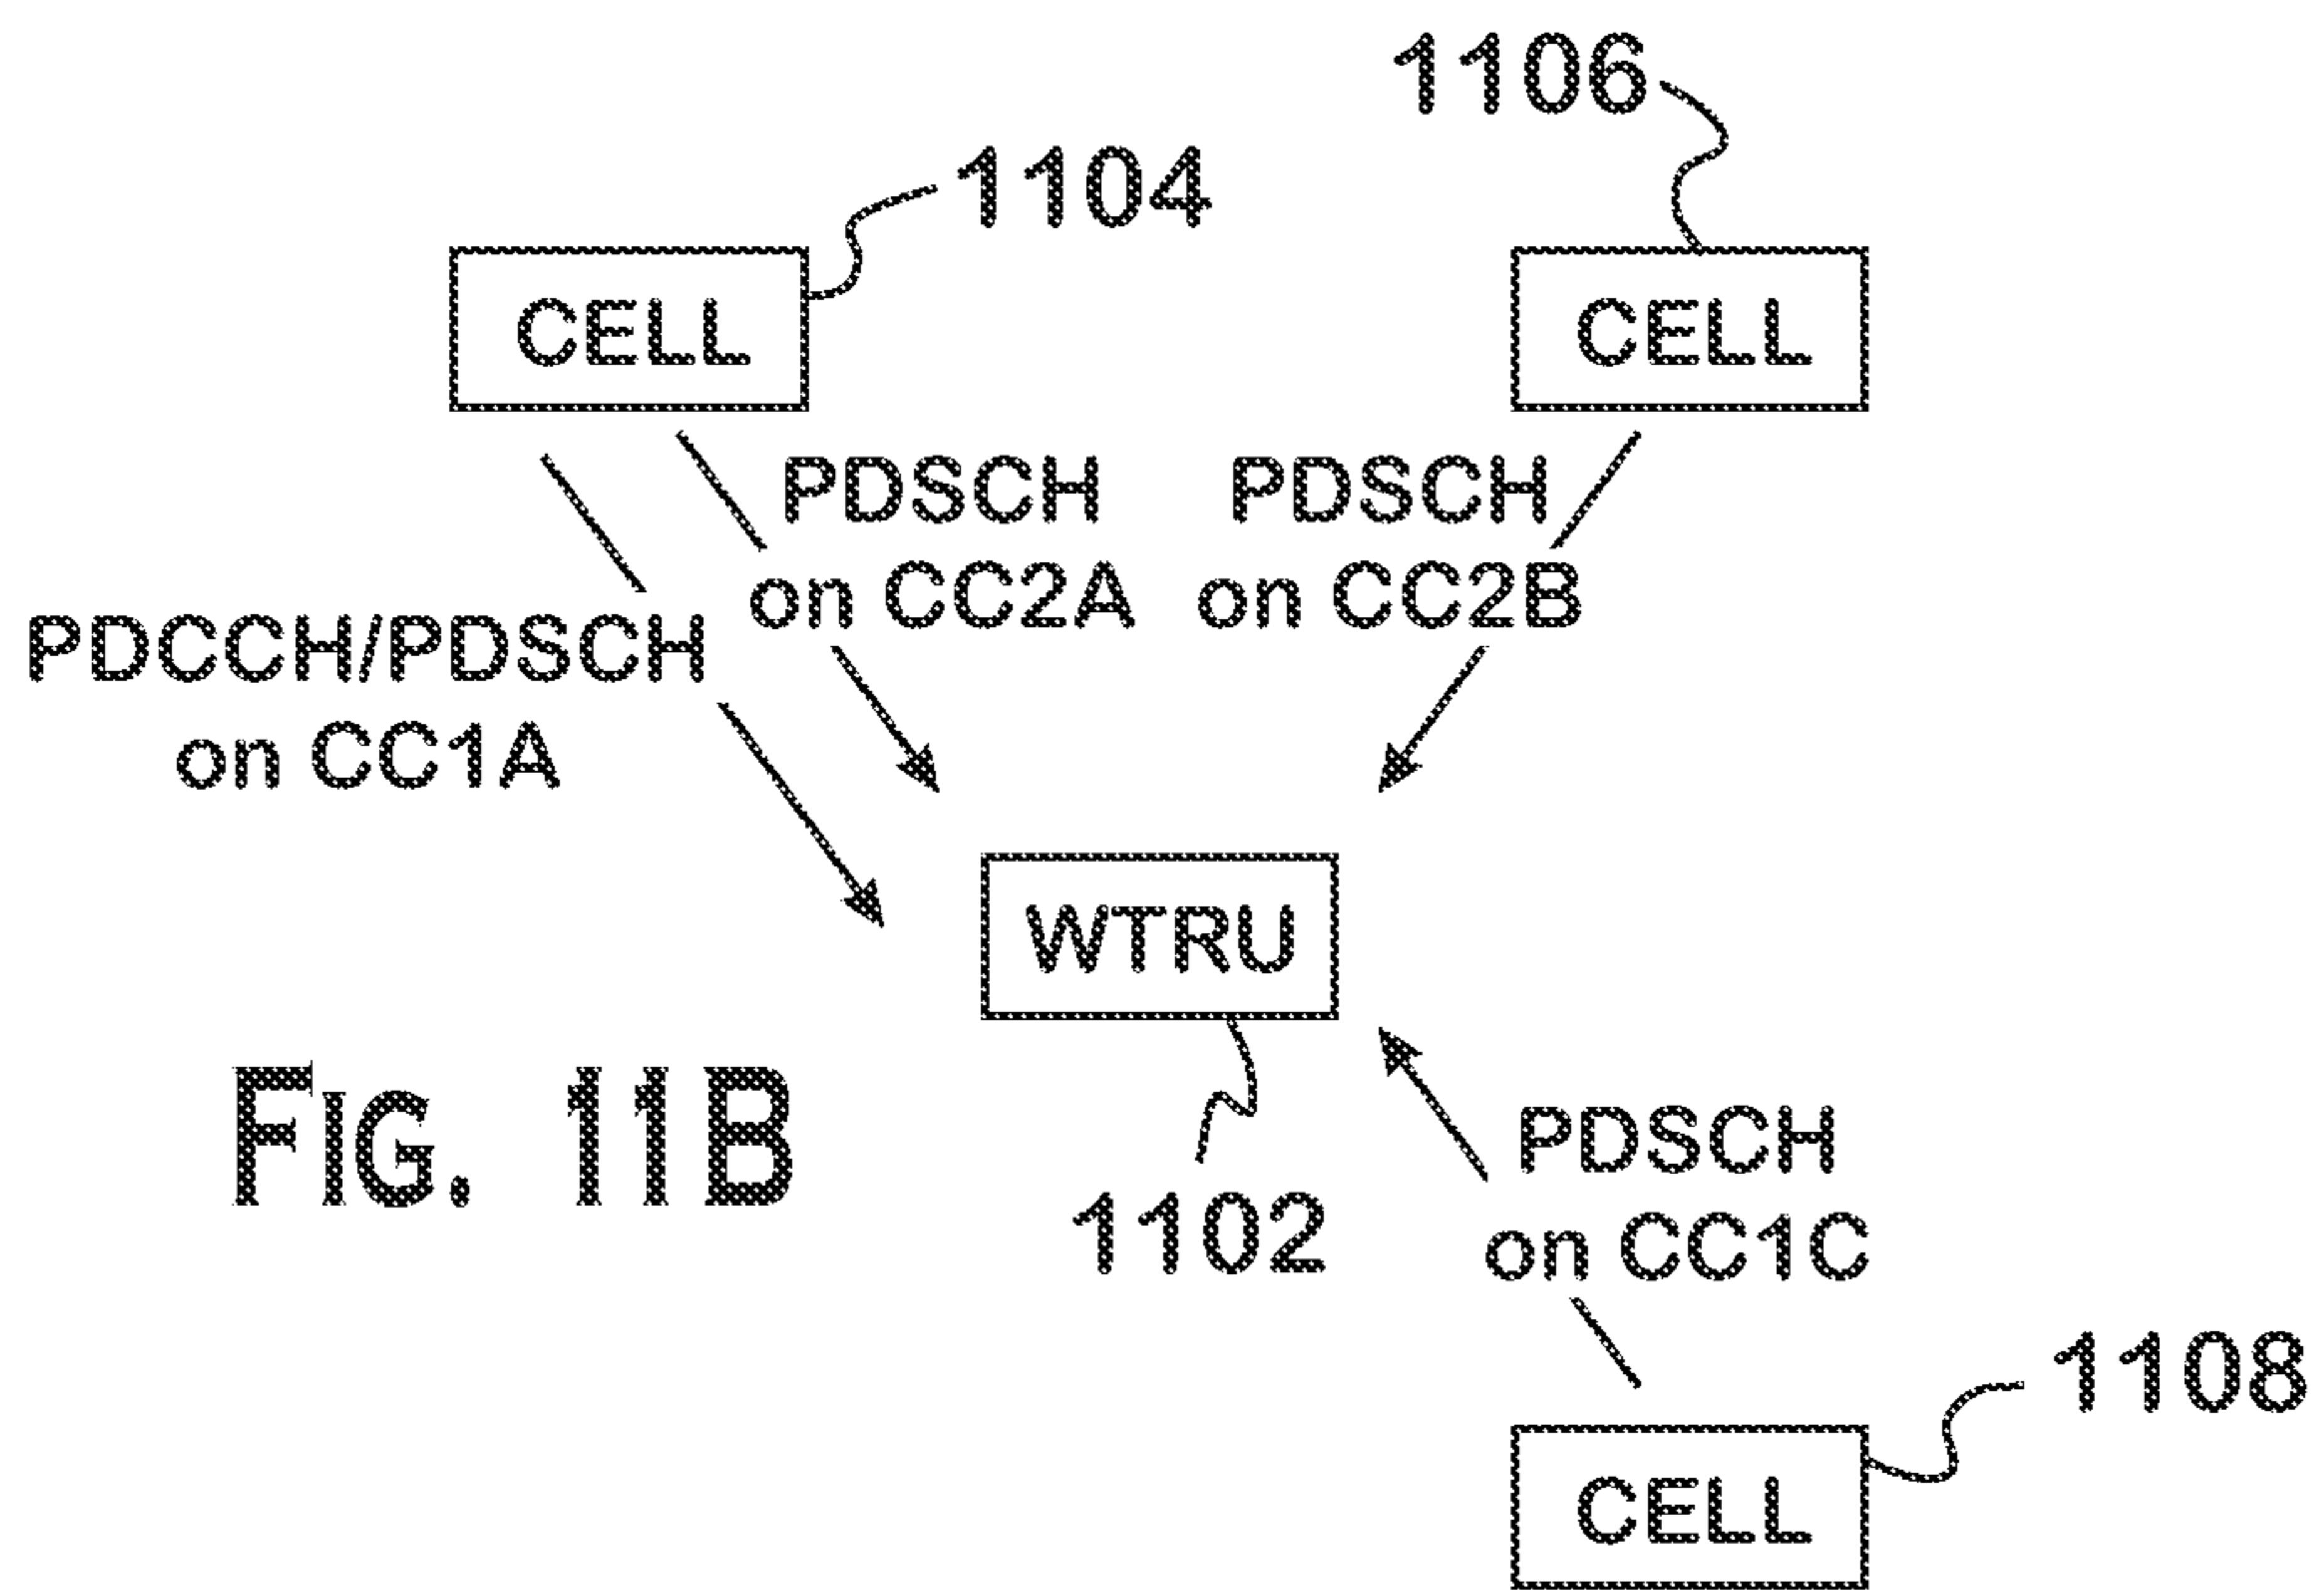 1106
1104
CELL
CELL
PDSCH
on CC2A
PDSCH
on CC2B
PDCCH/PDSCH
on CC1A
WTRU
FIG. 11B
1102
PDSCH
on CC1C
1108
CELL